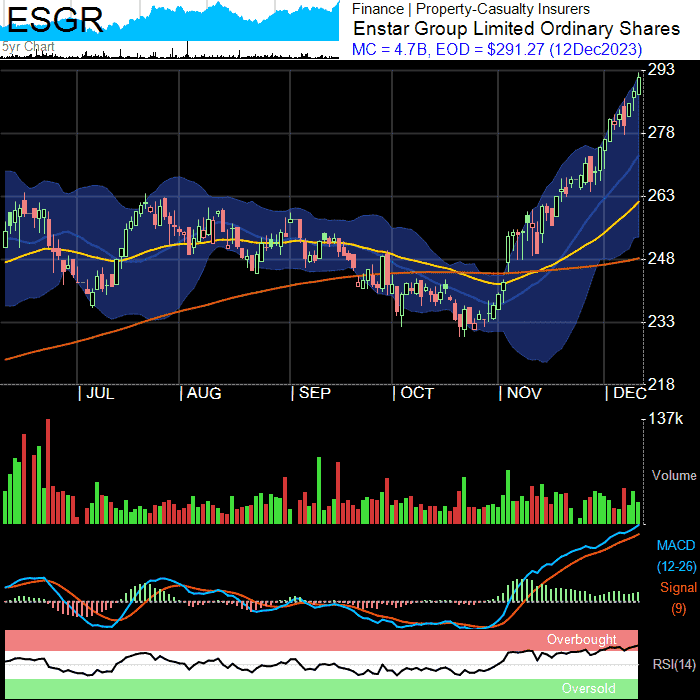 ESGR
5yr Chart
Finance | Property-Casualty Insurers
Enstar Group Limited Ordinary Shares
MC = 4.7B, EOD = $291.27 (12Dec2023)
293
278
263
248
233
218
| JUL | AUG | SEP | OCT | NOV | DEC
137k
Volume
MACD
(12-26)
Signal
(9)
Overbought
RSI(14)
Oversold